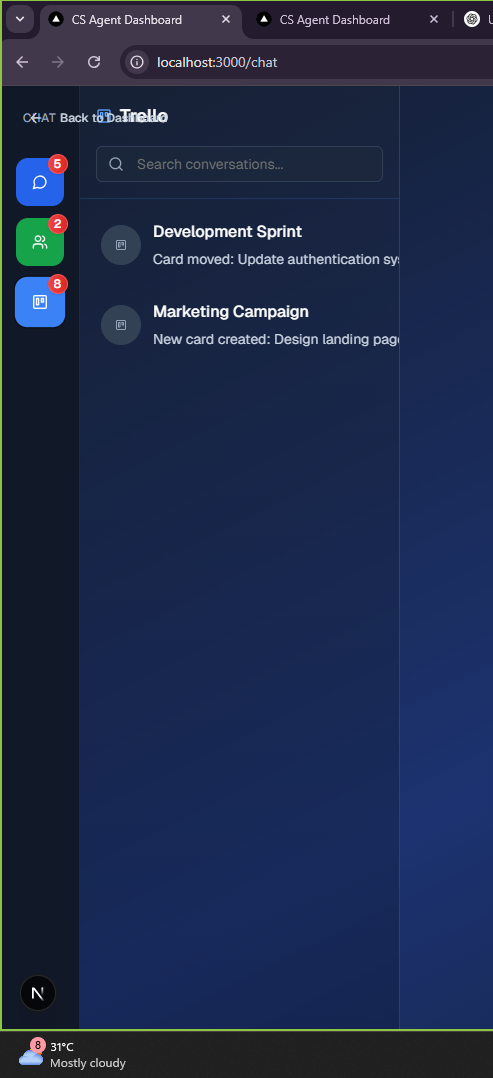 CS Agent Dashboard
CS Agent Dashboard
localhost:3000/chat
CHAT
Back to Dashboard
Trello
5
Search conversations...
2
Development Sprint
Card moved: Update authentication sys
8
Marketing Campaign
New card created: Design landing page
N
8
31°C
Mostly cloudy